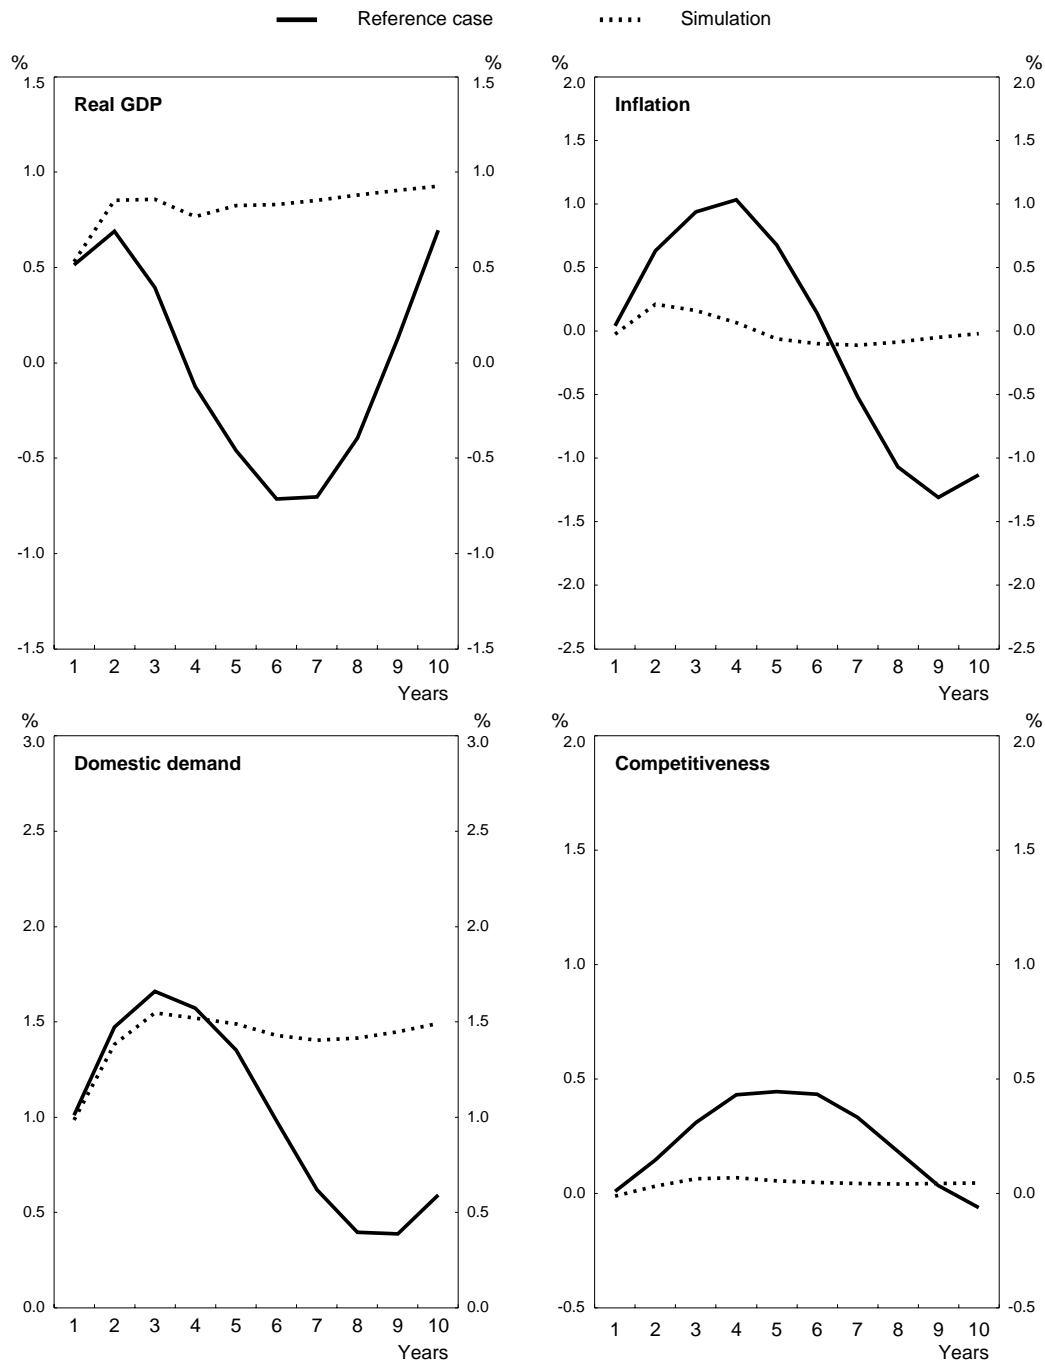 Reference case Simulation
% % % %
1.5 1.5 2.0 2.0
Real GDP Inflation
1.5 1.5
1.0 1.0
1.0 1.0
0.5 0.5 0.5 0.5
0.0 0.0
0.0 0.0
-0.5 -0.5
-0.5 -0.5 -1.0 -1.0
-1.5 -1.5
-1.0 -1.0
-2.0 -2.0
-1.5 -1.5 -2.5 -2.5
1 2 3 4 5 6 7 8 9 10 1 2 3 4 5 6 7 8 9 10
Years Years
% % % %
3.0 3.0 2.0 2.0
Domestic demand Competitiveness
2.5 2.5
1.5 1.5
2.0 2.0
1.0 1.0
1.5 1.5
0.5 0.5
1.0 1.0
0.0 0.0
0.5 0.5
0.0 0.0 -0.5 -0.5
1 2 3 4 5 6 7 8 9 10 1 2 3 4 5 6 7 8 9 10
Years Years